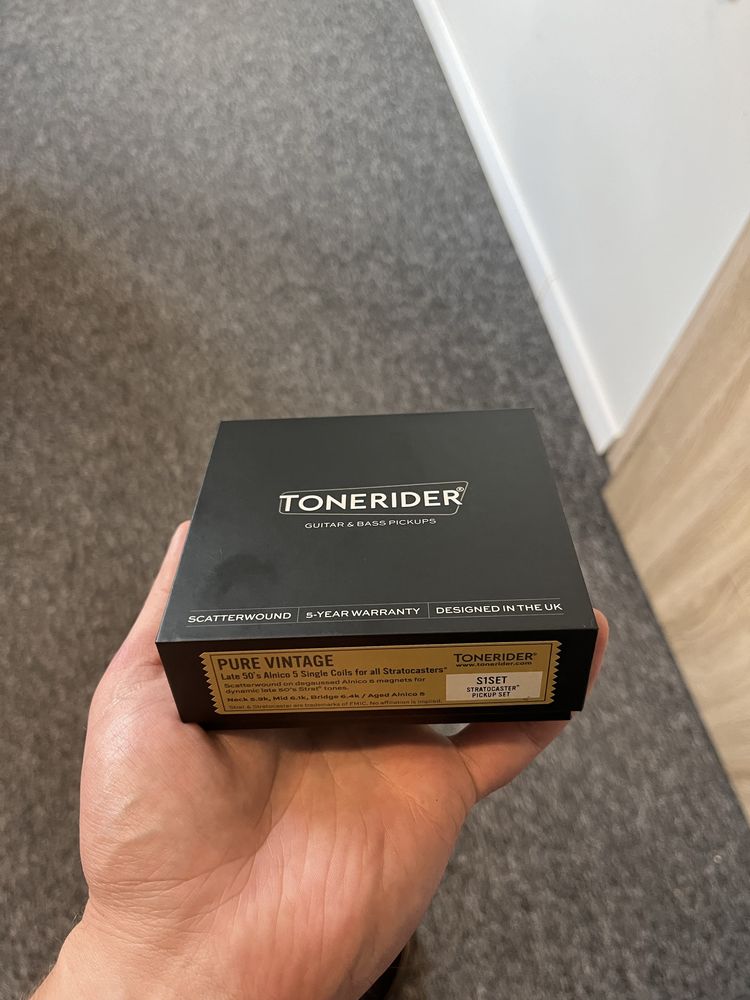 TONERIDER®
GUITAR & BASS PICKUPS
SCATTERWOUND | 5-YEAR WARRANTY | DESIGNED IN THE UK
PURE VINTAGE
Late 50's Alnico 5 Single Coils for all Stratocasters*
Scatterwound on degaussed Alnico 5 magnets for
dynamic late 50's Strat* tones.
Neck 5.9k, Mid 6.1k, Bridge 6.4k / Aged Alnico 5
Strat & Stratocaster are trademarks of FMIC. No affiliation is implied.
TONERIDER®
www.tonerider.com
S1SET
STRATOCASTER*
PICKUP SET